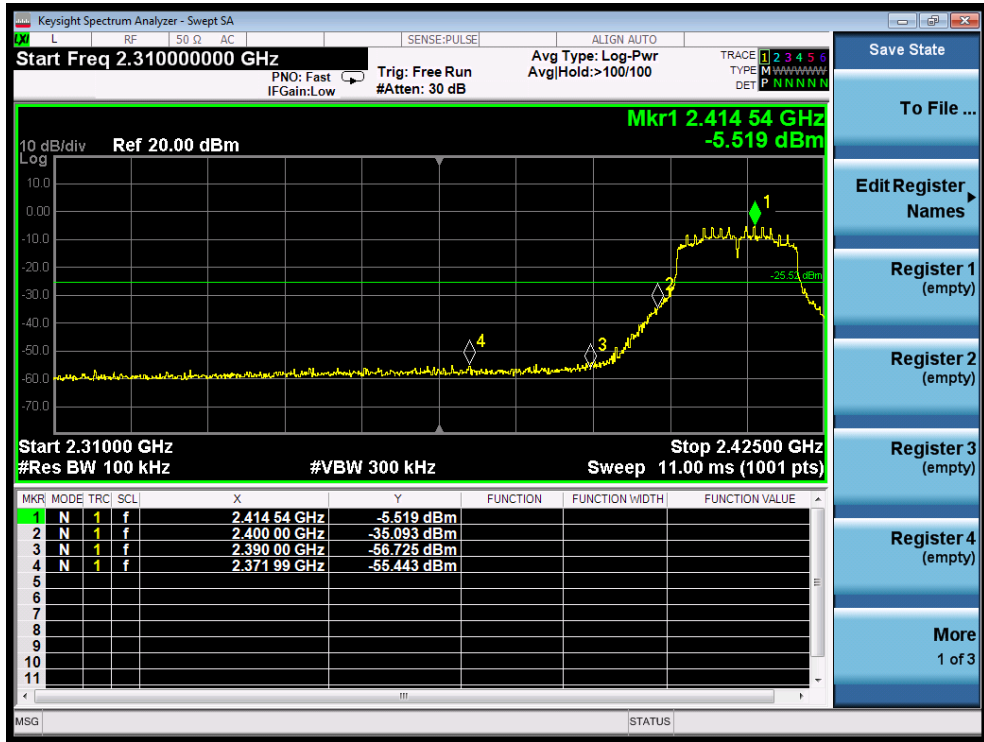 Keysight Spectrum Analyzer - Swept SA
LXI L RF 50 Ω AC SENSE:PULSE ALIGN AUTO
Start Freq 2.310000000 GHz
PNO: Fast
IFGain:Low
Trig: Free Run
#Atten: 30 dB
Avg Type: Log-Pwr
Avg|Hold:>100/100
TRACE 1 2 3 4 5 6
TYPE M W W W W W
DET P N N N N N
Mkr1 2.414 54 GHz
-5.519 dBm
10 dB/div Ref 20.00 dBm
Log
10.0
0.00
-10.0
-20.0
-30.0
-40.0
-50.0
-60.0
-70.0
1
-25.52 dBm
2
3
4
Start 2.31000 GHz Stop 2.42500 GHz
#Res BW 100 kHz #VBW 300 kHz Sweep 11.00 ms (1001 pts)
MKR MODE TRC SCL X Y FUNCTION FUNCTION WIDTH FUNCTION VALUE
1 N 1 f 2.414 54 GHz -5.519 dBm
2 N 1 f 2.400 00 GHz -35.093 dBm
3 N 1 f 2.390 00 GHz -56.725 dBm
4 N 1 f 2.371 99 GHz -55.443 dBm
5
6
7
8
9
10
11
MSG STATUS
Save State
To File ...
Edit Register
Names
Register 1
(empty)
Register 2
(empty)
Register 3
(empty)
Register 4
(empty)
More
1 of 3